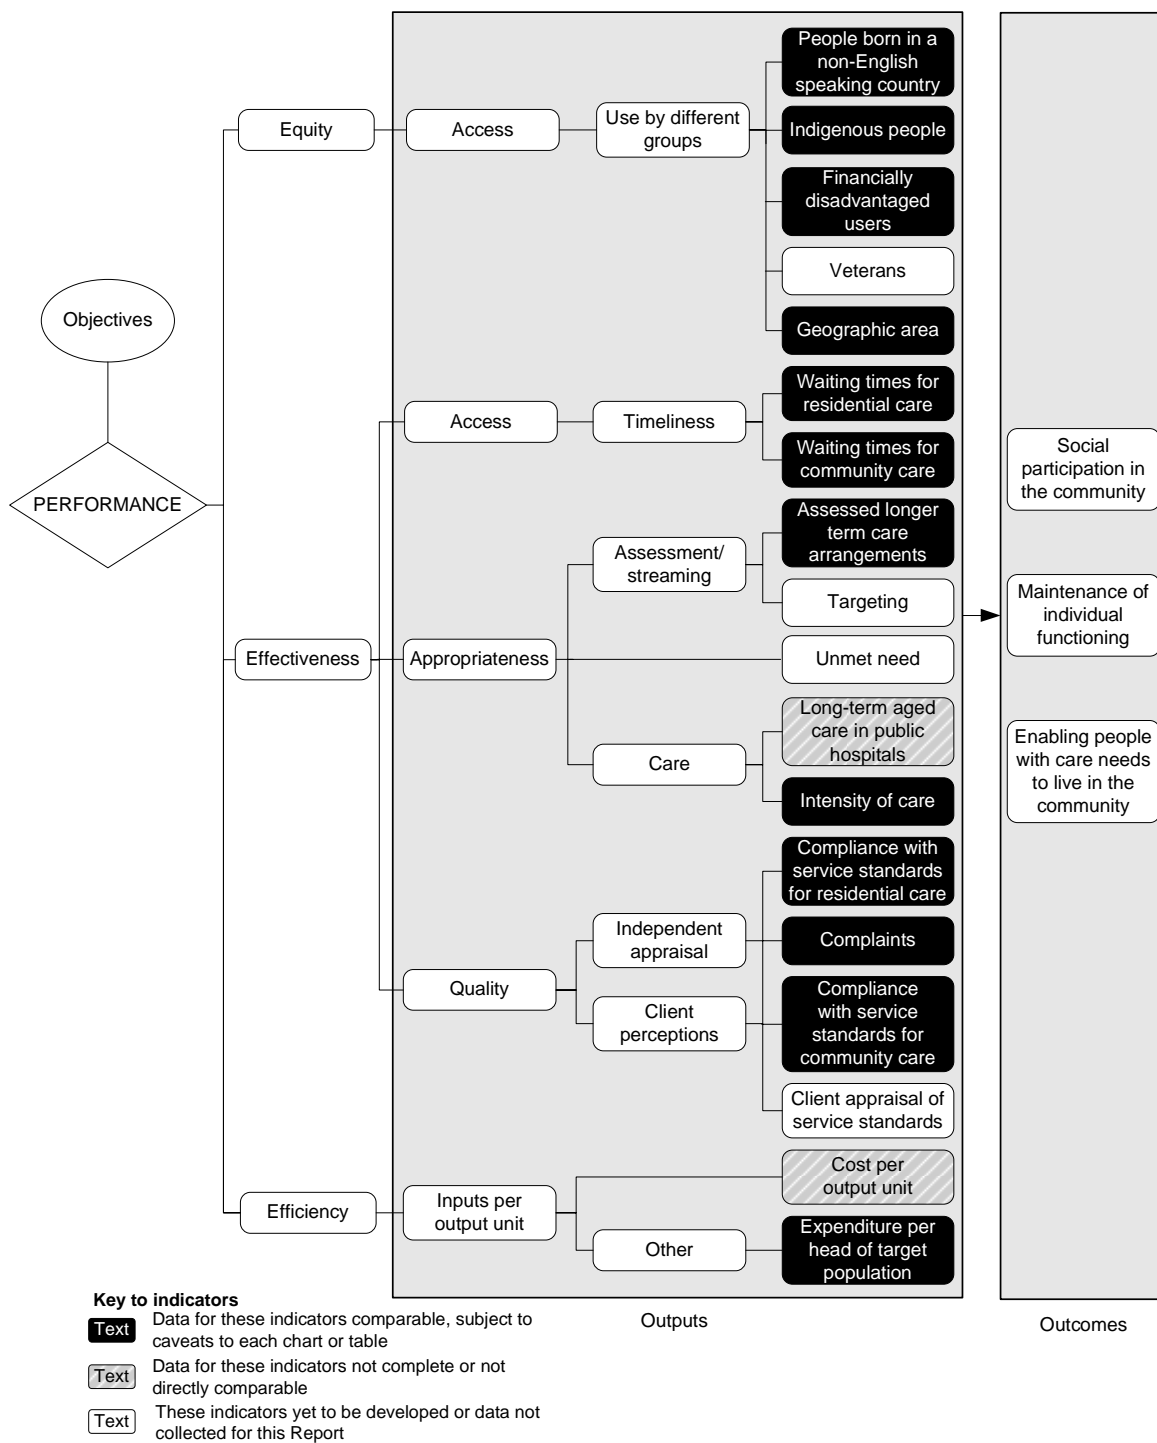 Objectives
PERFORMANCE
Equity
Access
Use by different
groups
People born in a
non-English
speaking country
Indigenous people
Financially
disadvantaged
users
Veterans
Geographic area
Effectiveness
Access
Timeliness
Waiting times for
residential care
Waiting times for
community care
Appropriateness
Assessment/
streaming
Assessed longer
term care
arrangements
Targeting
Unmet need
Care
Long-term aged
care in public
hospitals
Intensity of care
Quality
Independent
appraisal
Client
perceptions
Compliance with
service standards
for residential care
Complaints
Compliance
with service
standards for
community care
Client appraisal of
service standards
Efficiency
Inputs per
output unit
Cost per
output unit
Other
Expenditure per
head of target
population
Outputs
Social
participation in
the community
Maintenance of
individual
functioning
Enabling people
with care needs
to live in the
community
Outcomes
Key to indicators
Text
Data for these indicators comparable, subject to
caveats to each chart or table
Text
Data for these indicators not complete or not
directly comparable
Text
These indicators yet to be developed or data not
collected for this Report